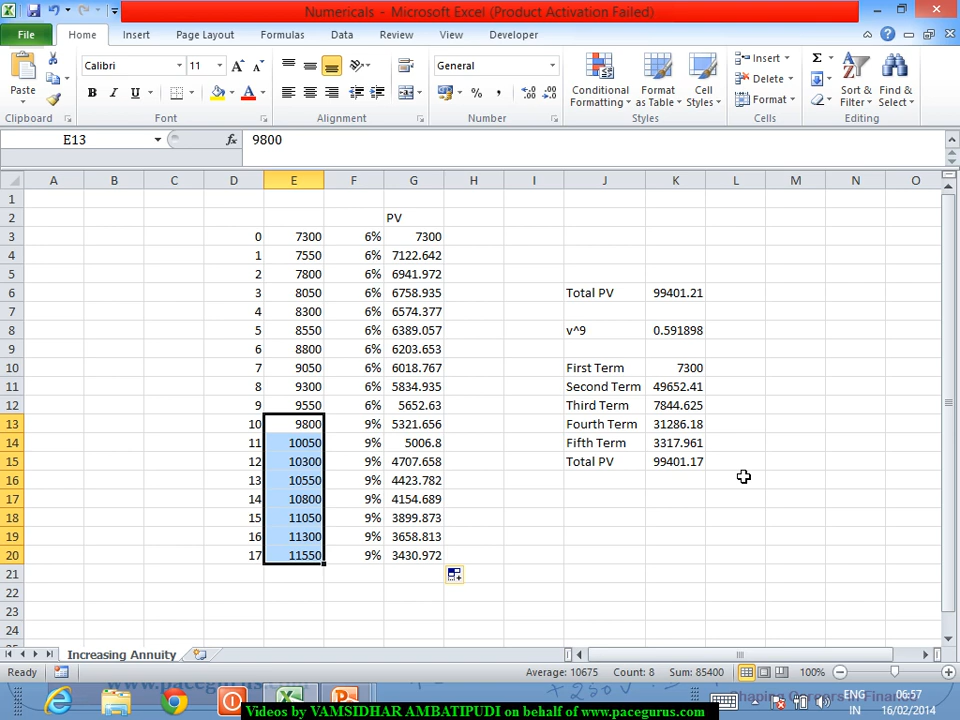 Numericals - Microsoft Excel (Product Activation Failed)
File Home Insert Page Layout Formulas Data Review View Developer
Paste
Calibri 11
B I U
A A
General
% ,
Conditional Formatting
Format as Table
Cell Styles
Insert
Delete
Format
Sort & Filter
Find & Select
Clipboard Font Alignment Number Styles Cells Editing
E13 fx 9800
A B C D E F G H I J K L M N O
1
2 PV
3 0 7300 6% 7300
4 1 7550 6% 7122.642
5 2 7800 6% 6941.972
6 3 8050 6% 6758.935 Total PV 99401.21
7 4 8300 6% 6574.377
8 5 8550 6% 6389.057 v^9 0.591898
9 6 8800 6% 6203.653
10 7 9050 6% 6018.767 First Term 7300
11 8 9300 6% 5834.935 Second Term 49652.41
12 9 9550 6% 5652.63 Third Term 7844.625
13 10 9800 9% 5321.656 Fourth Term 31286.18
14 11 10050 9% 5006.8 Fifth Term 3317.961
15 12 10300 9% 4707.658 Total PV 99401.17
16 13 10550 9% 4423.782
17 14 10800 9% 4154.689
18 15 11050 9% 3899.873
19 16 11300 9% 3658.813
20 17 11550 9% 3430.972
21
22
23
24
Increasing Annuity
Ready Average: 10675 Count: 8 Sum: 85400 100%
www.pacegurus.com
ENG
IN
06:57
16/02/2014
Videos by VAMSIDHAR AMBATIPUDI on behalf of www.pacegurus.com